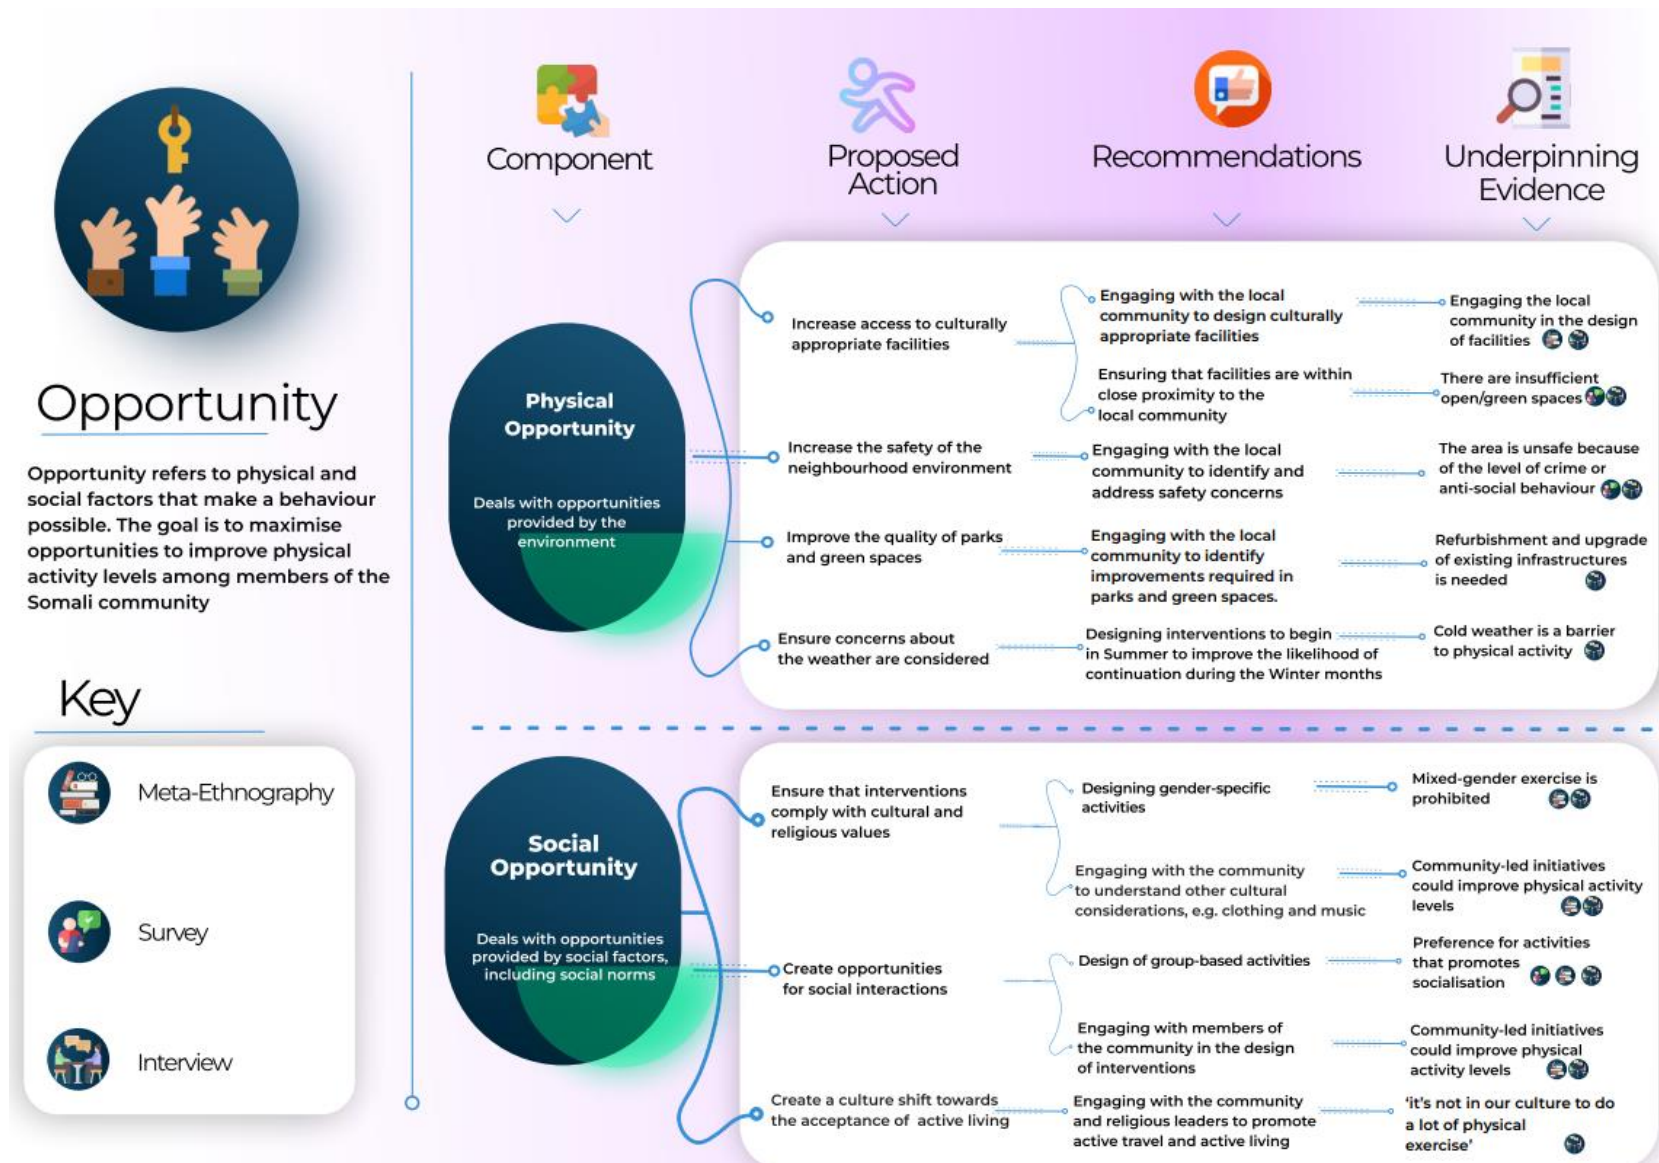 Opportunity
Opportunity refers to physical and
social factors that make a behaviour
possible. The goal is to maximise
opportunities to improve physical
activity levels among members of the
Somali community
Key
Meta-Ethnography
Survey
Interview
Component
Proposed
Action
Recommendations
Underpinning
Evidence
Physical
Opportunity
Deals with opportunities
provided by the
environment
Increase access to culturally
appropriate facilities
Engaging with the local
community to design culturally
appropriate facilities
Engaging the local
community in the design
of facilities
Ensuring that facilities are within
close proximity to the
local community
There are insufficient
open/green spaces
Increase the safety of the
neighbourhood environment
Engaging with the local
community to identify and
address safety concerns
The area is unsafe because
of the level of crime or
anti-social behaviour
Improve the quality of parks
and green spaces
Engaging with the local
community to identify
improvements required in
parks and green spaces.
Refurbishment and upgrade
of existing infrastructures
is needed
Ensure concerns about
the weather are considered
Designing interventions to begin
in Summer to improve the likelihood of
continuation during the Winter months
Cold weather is a barrier
to physical activity
Social
Opportunity
Deals with opportunities
provided by social factors,
including social norms
Ensure that interventions
comply with cultural and
religious values
Designing gender-specific
activities
Mixed-gender exercise is
prohibited
Engaging with the community
to understand other cultural
considerations, e.g. clothing and music
Community-led initiatives
could improve physical activity
levels
Create opportunities
for social interactions
Design of group-based activities
Preference for activities
that promotes
socialisation
Engaging with members of
the community in the design
of interventions
Community-led initiatives
could improve physical
activity levels
Create a culture shift towards
the acceptance of active living
Engaging with the community
and religious leaders to promote
active travel and active living
'it's not in our culture to do
a lot of physical
exercise'